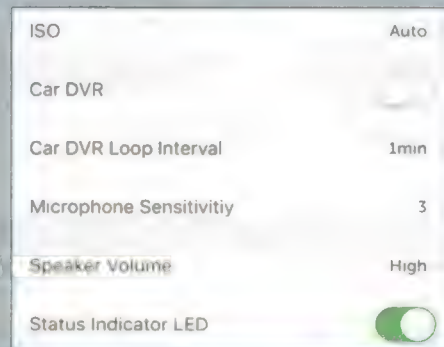 ISO Auto
Car DVR
Car DVR Loop Interval 1min
Microphone Sensitivitiy 3
Speaker Volume High
Status Indicator LED